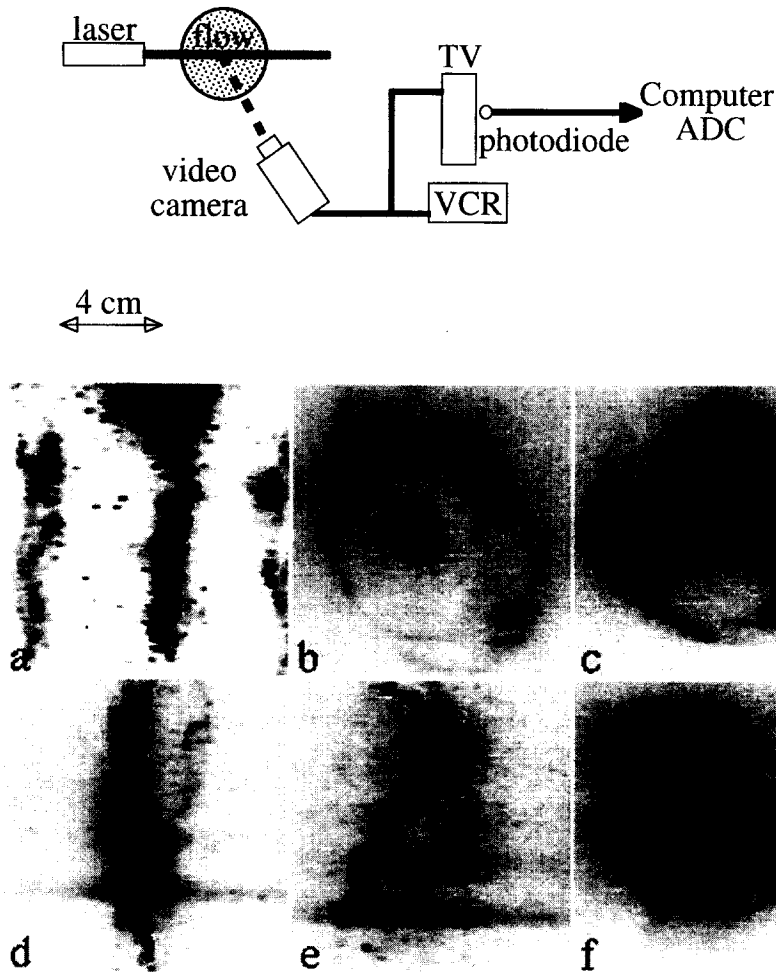 laser
flow
TV
Computer
ADC
photodiode
video
camera
VCR
4 cm
a
b
c
d
e
f